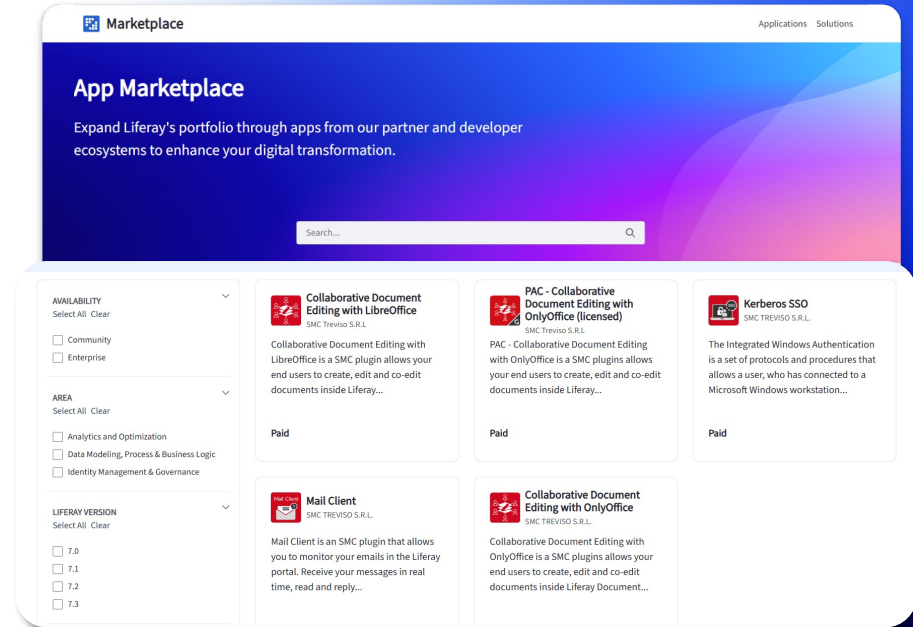 Marketplace
Applications Solutions
App Marketplace
Expand Liferay's portfolio through apps from our partner and developer
ecosystems to enhance your digital transformation.
Search...
AVAILABILITY
Select All Clear
Community
Enterprise
AREA
Select All Clear
Analytics and Optimization
Data Modeling, Process & Business Logic
Identity Management & Governance
LIFERAY VERSION
Select All Clear
7.0
7.1
7.2
7.3
Collaborative Document
Editing with LibreOffice
SMC Treviso S.R.L
Collaborative Document Editing with
LibreOffice is a SMC plugin allows your
end users to create, edit and co-edit
documents inside Liferay...
Paid
PAC - Collaborative
Document Editing with
OnlyOffice (licensed)
SMC Treviso S.R.L
PAC - Collaborative Document Editing
with OnlyOffice is a SMC plugins allows
your end users to create, edit and co-edit
documents inside Liferay...
Paid
SSO
Kerberos SSO
SMC TREVISO S.R.L.
The Integrated Windows Authentication
is a set of protocols and procedures that
allows a user, who has connected to a
Microsoft Windows workstation...
Paid
Mail Client
Mail Client
SMC TREVISO S.R.L.
Mail Client is an SMC plugin that allows
you to monitor your emails in the Liferay
portal. Receive your messages in real
time, read and reply...
Collaborative Document
Editing with OnlyOffice
SMC TREVISO S.R.L.
Collaborative Document Editing with
OnlyOffice is a SMC plugins allows your
end users to create, edit and co-edit
documents inside Liferay Document...